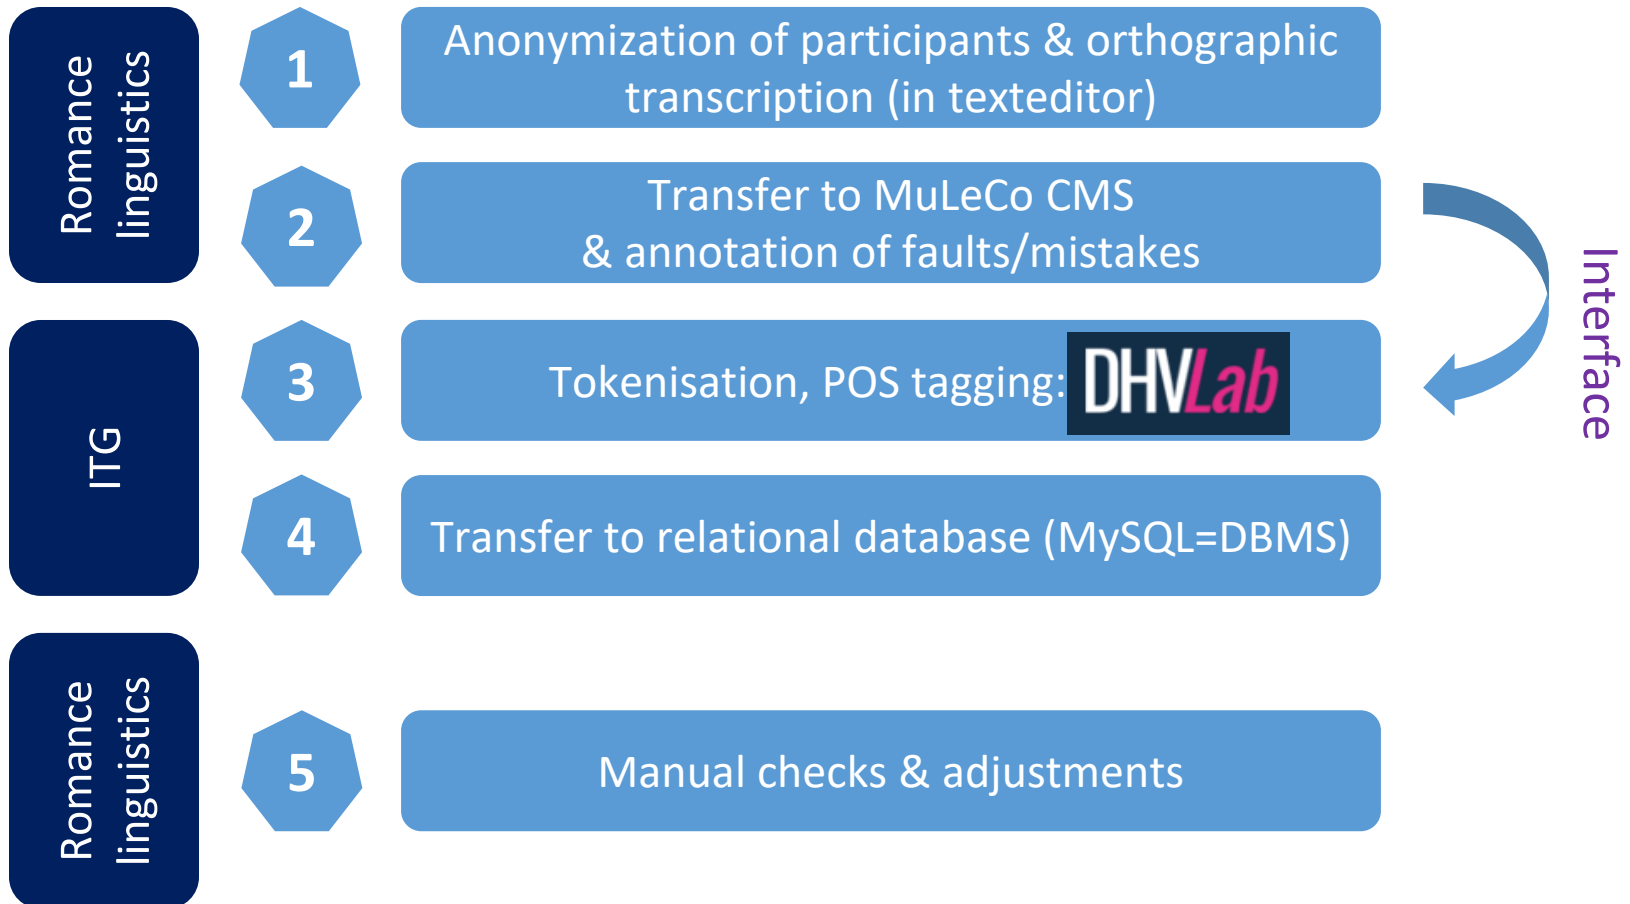 Romance
linguistics
1
Anonymization of participants & orthographic
transcription (in texteditor)
2
Transfer to MuLeCo CMS
& annotation of faults/mistakes
Interface
ITG
3
Tokenisation, POS tagging: DHVLab
4
Transfer to relational database (MySQL=DBMS)
Romance
linguistics
5
Manual checks & adjustments